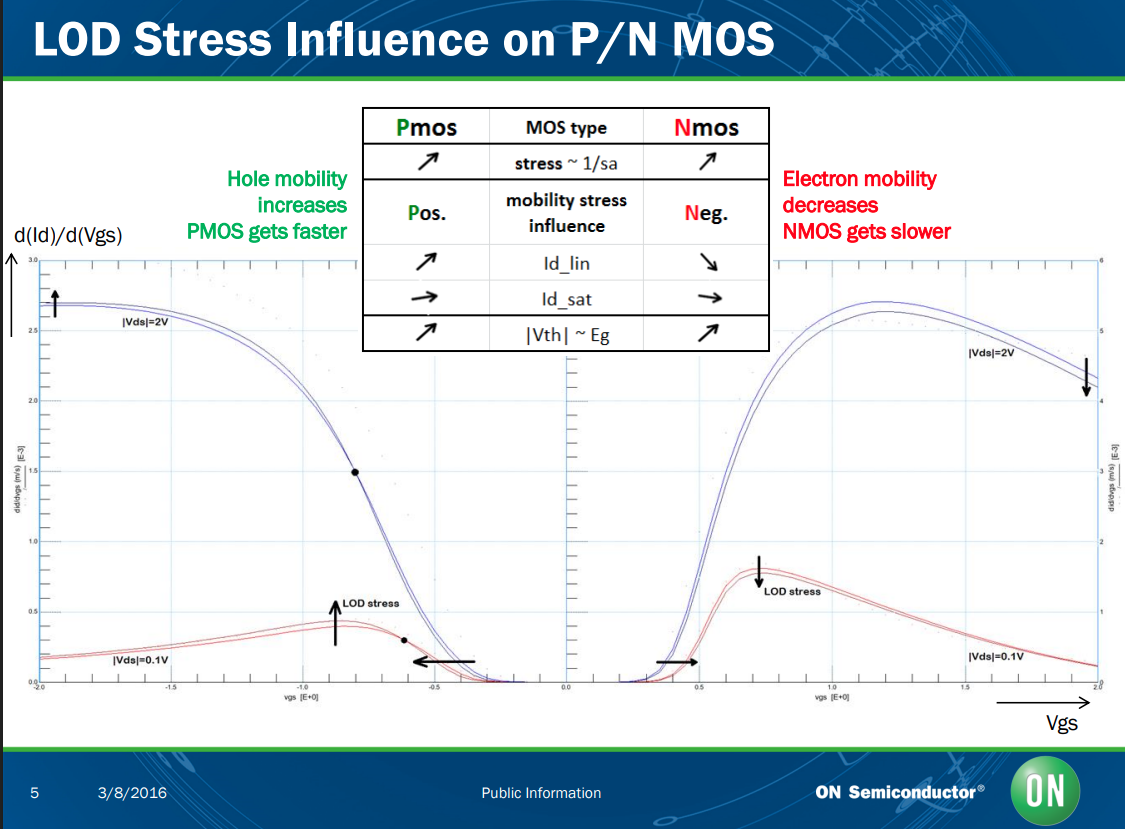 LOD Stress Influence on P/N MOS
Pmos MOS type Nmos
↗ stress ~ 1/sa ↗
Pos. mobility stress influence Neg.
↗ Id_lin ↘
→ Id_sat →
↗ |Vth| ~ Eg ↗
Hole mobility
increases
PMOS gets faster
Electron mobility
decreases
NMOS gets slower
d(Id)/d(Vgs)
3.0
2.5
2.0
1.5
1.0
0.5
0.0
did/dvgs (m/s) [E-3]
|Vds|=2V
LOD stress
|Vds|=0.1V
-2.0 -1.5 -1.0 -0.5 0.0
vgs [E+0]
|Vds|=2V
LOD stress
|Vds|=0.1V
0.5 1.0 1.5 2.0
vgs [E+0]
6
5
4
3
2
1
0
did/dvgs (m/s) [E-3]
Vgs
5 3/8/2016 Public Information ON Semiconductor®
ON